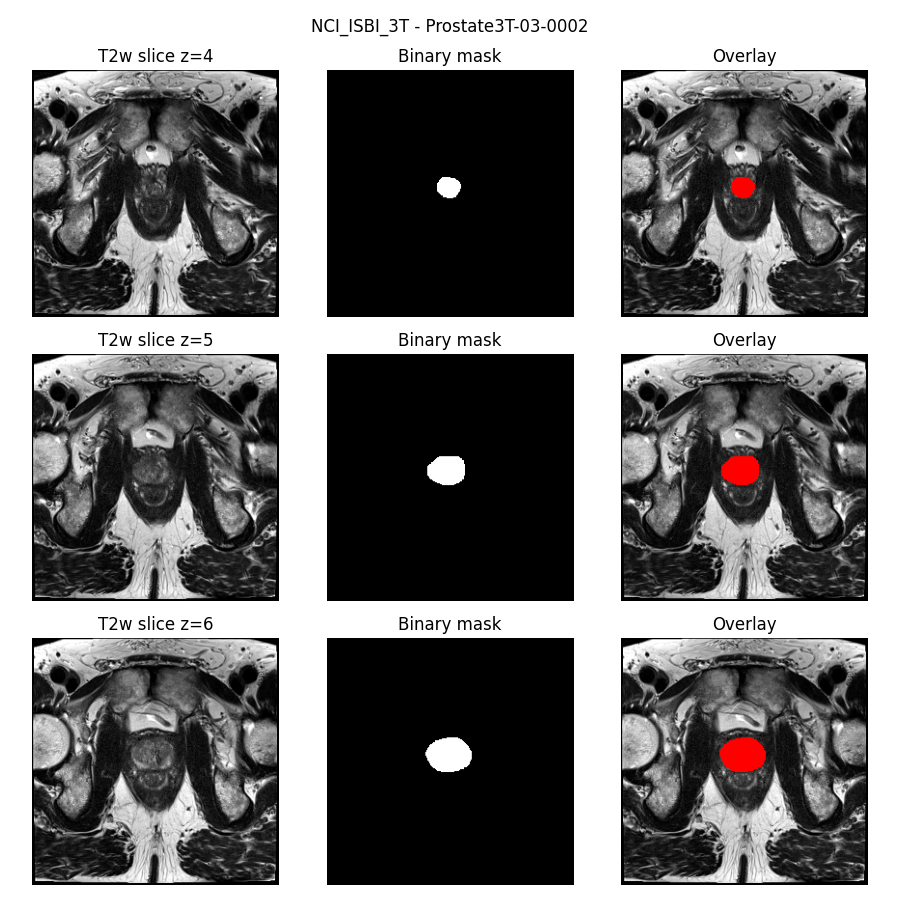 NCI_ISBI_3T - Prostate3T-03-0002
T2w slice z=4
Binary mask
Overlay
T2w slice z=5
Binary mask
Overlay
T2w slice z=6
Binary mask
Overlay